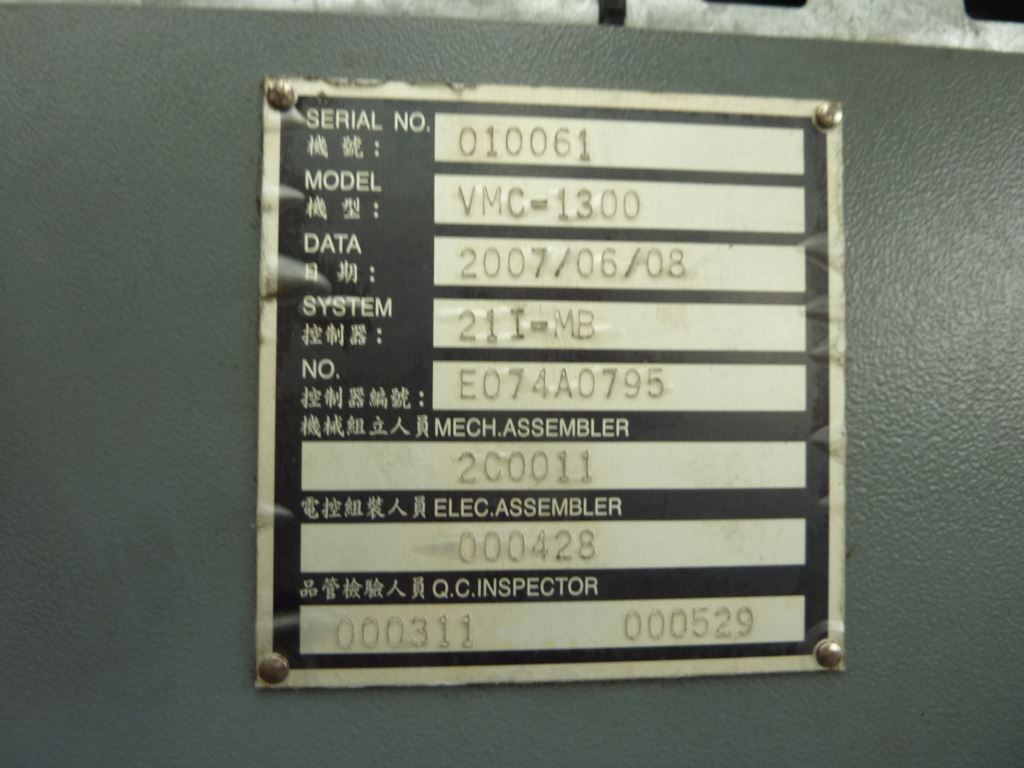 SERIAL NO. 010061
機號:
MODEL VMC-1300
機型:
DATA 2007/06/08
日期:
SYSTEM 21I-MB
控制器:
NO. E074A0795
控制器編號:
機械組立人員 MECH.ASSEMBLER
2C0011
電控組裝人員 ELEC.ASSEMBLER
000428
品管檢驗人員 Q.C.INSPECTOR
000311 000529